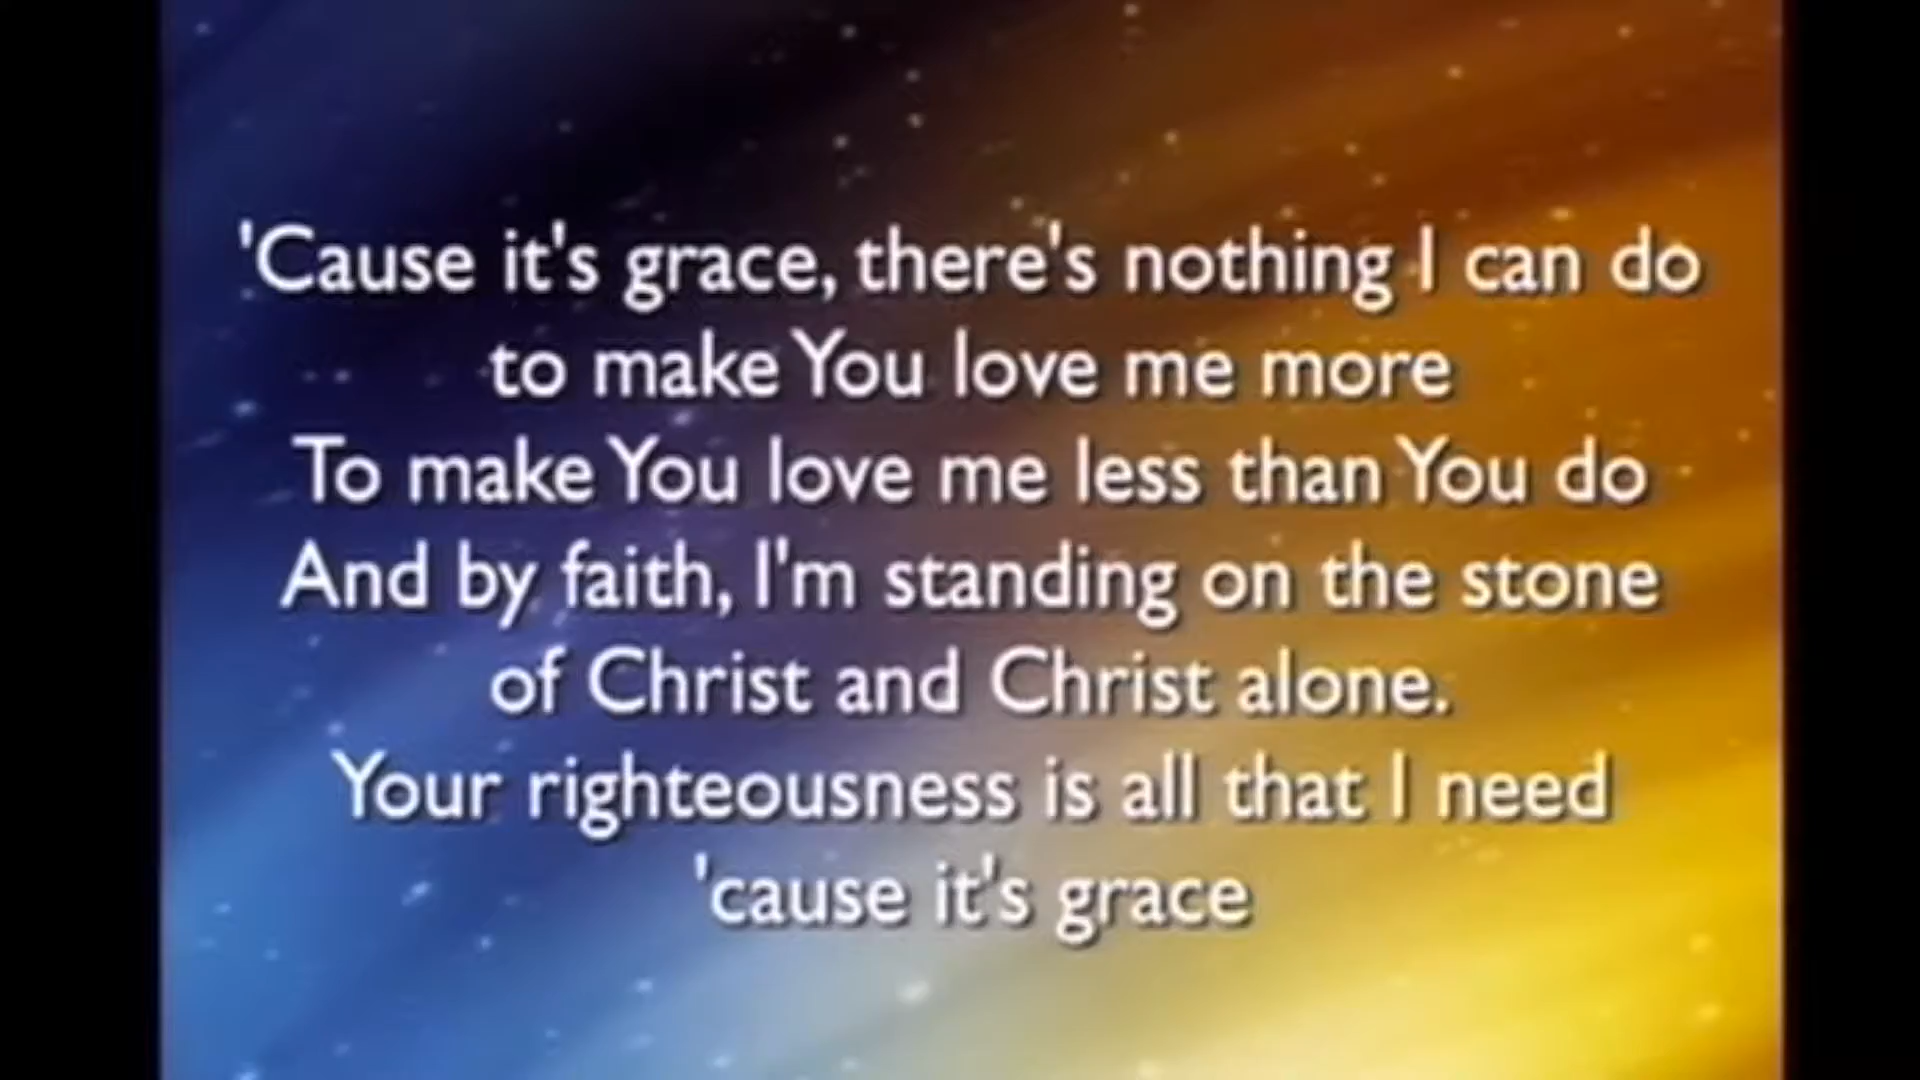 'Cause it's grace, there's nothing I can do
to make You love me more
To make You love me less than You do
And by faith, I'm standing on the stone
of Christ and Christ alone.
Your righteousness is all that I need
'cause it's grace